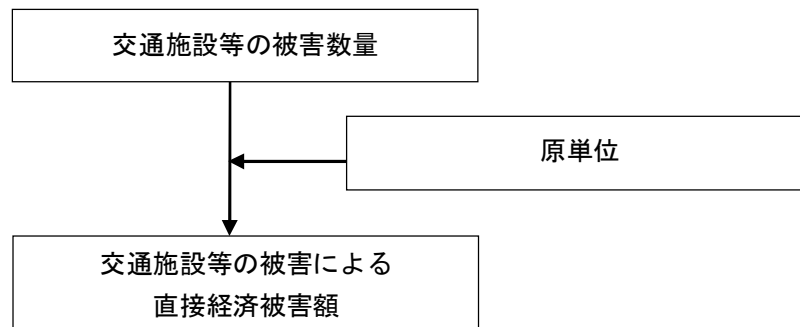 交通施設等の被害数量
原単位
交通施設等の被害による
直接経済被害額